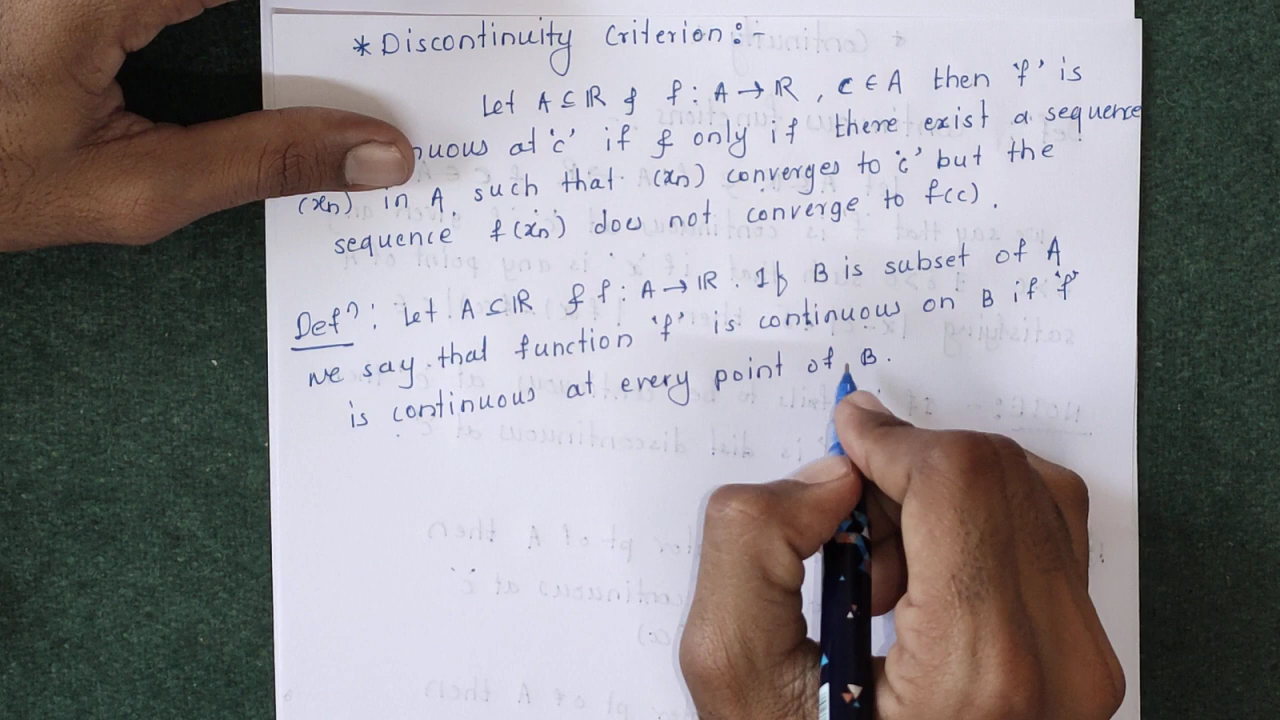 * Discontinuity Criterion :-
Let A ⊆ ℝ & f : A → ℝ , c ∈ A then 'f' is
nuous at 'c' if & only if there exist a sequence
(xn) in A, such that (xn) converges to 'c' but the
sequence f(xn) does not converge to f(c) .
Defⁿ : Let A ⊆ ℝ & f : A → ℝ . If B is subset of A
we say that function 'f' is continuous on B if 'f'
is continuous at every point of B .